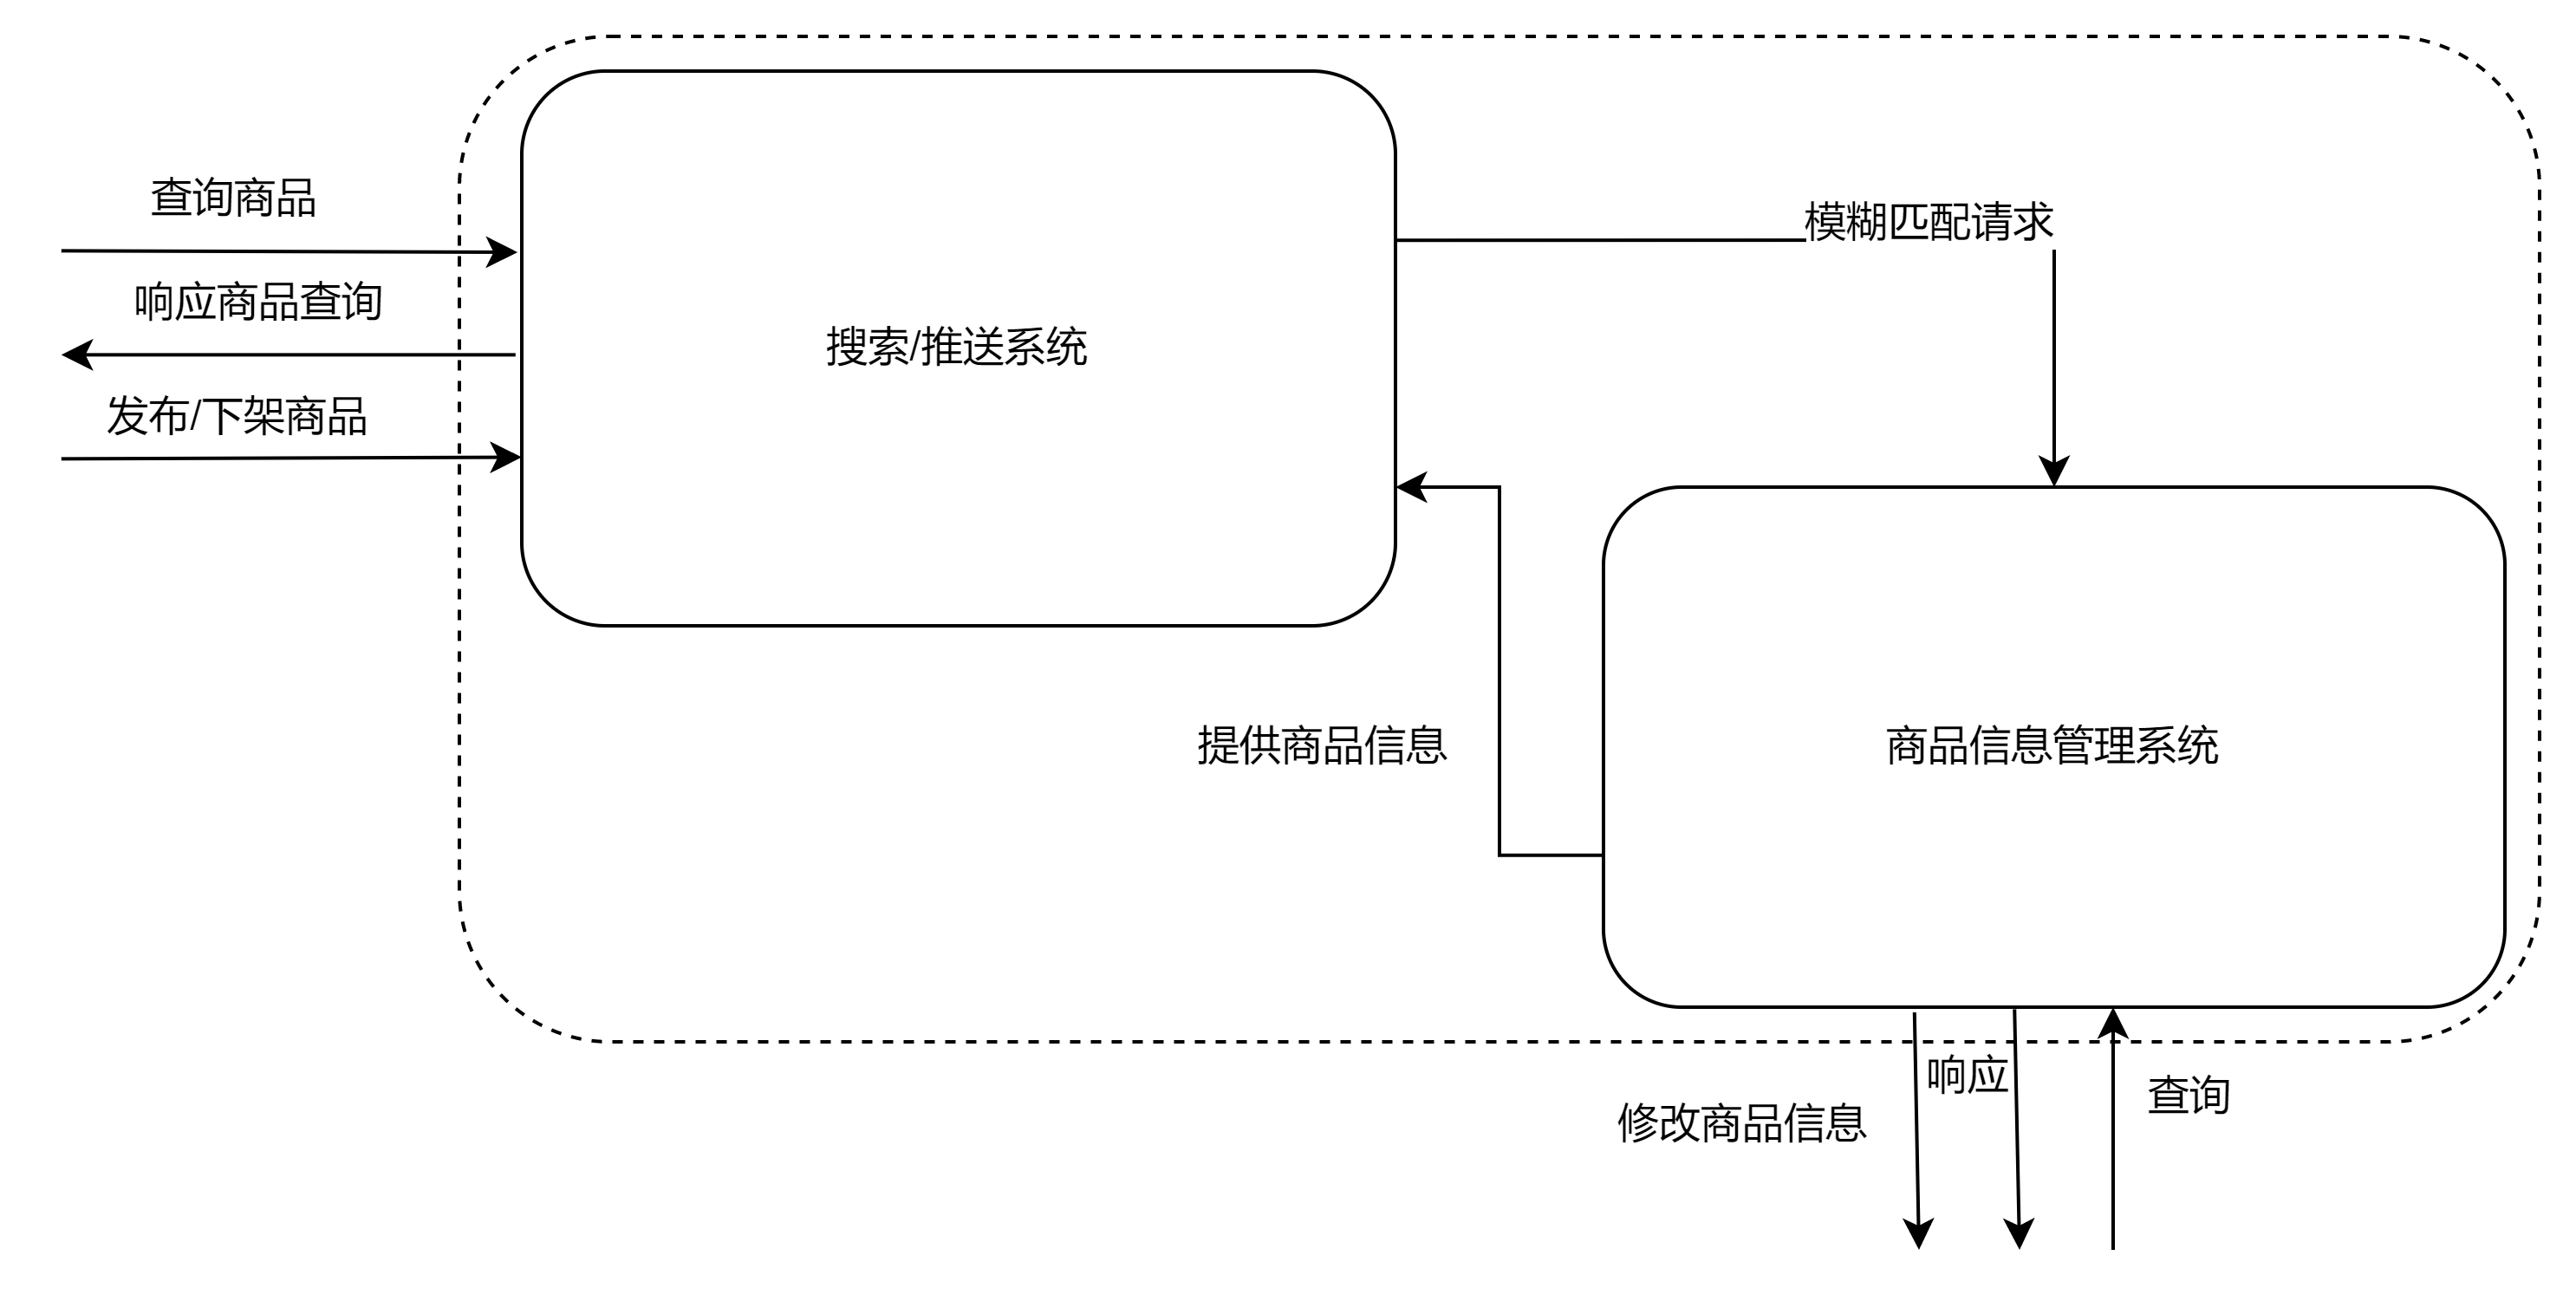 查询商品
模糊匹配请求
响应商品查询
搜索/推送系统
发布/下架商品
提供商品信息
商品信息管理系统
响应
查询
修改商品信息